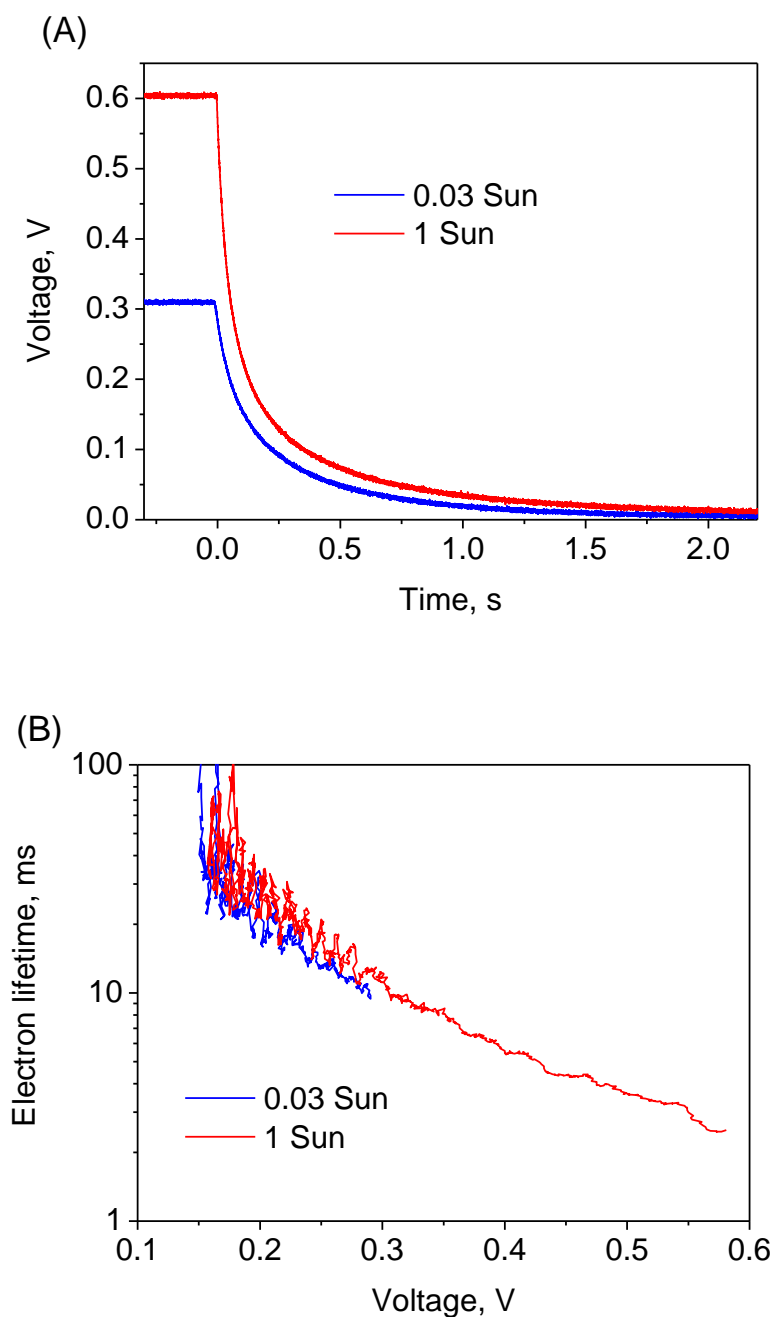 (A)
0.6
0.5
0.4
0.3
0.2
0.1
0.0
Voltage, V
0.03 Sun
1 Sun
0.0 0.5 1.0 1.5 2.0
Time, s
(B)
100
10
1
Electron lifetime, ms
0.03 Sun
1 Sun
0.1 0.2 0.3 0.4 0.5 0.6
Voltage, V